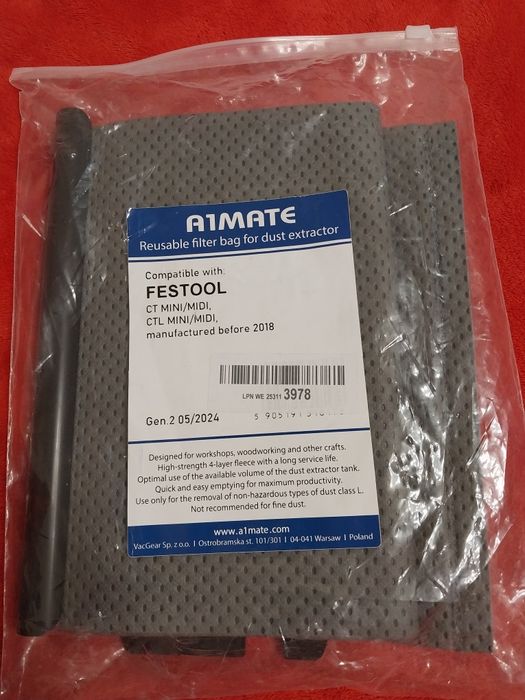 A1MATE
Reusable filter bag for dust extractor
Compatible with:
FESTOOL
CT MINI/MIDI,
CTL MINI/MIDI,
manufactured before 2018
LPN WE 25311 3978
Gen.2 05/2024
Designed for workshops, woodworking and other crafts.
High-strength 4-layer fleece with a long service life.
Optimal use of the available volume of the dust extractor tank.
Quick and easy emptying for maximum productivity.
Use only for the removal of non-hazardous types of dust class L.
Not recommended for fine dust.
www.a1mate.com
VacGear Sp. z o.o. | Ostrobramska st. 101/301 | 04-041 Warsaw | Poland